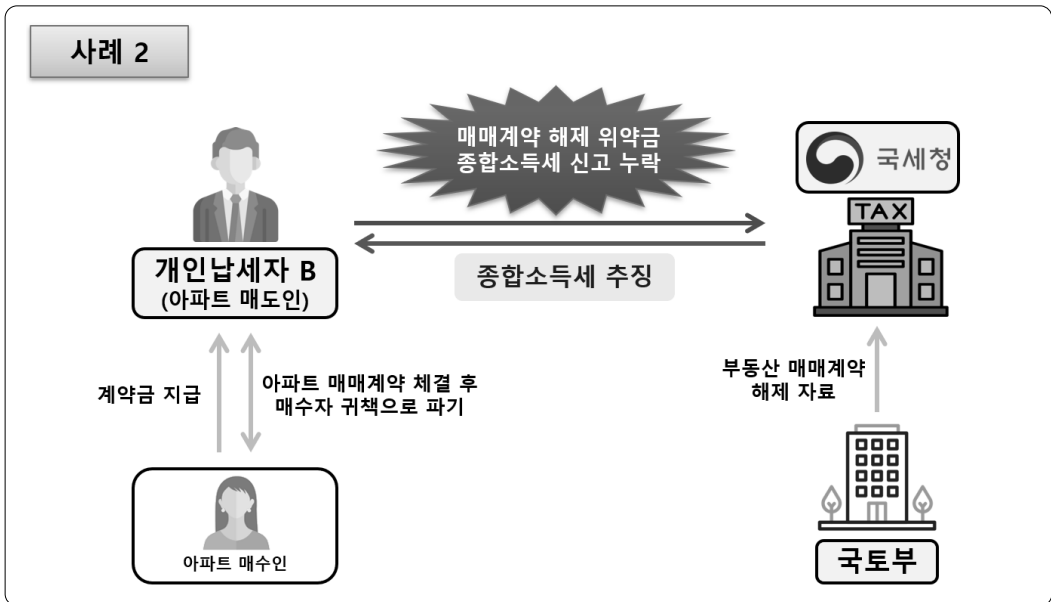 사례 2
매매계약 해제 위약금
종합소득세 신고 누락
국세청
TAX
개인납세자 B
(아파트 매도인)
종합소득세 추징
계약금 지급
아파트 매매계약 체결 후
매수자 귀책으로 파기
부동산 매매계약
해제 자료
아파트 매수인
국토부